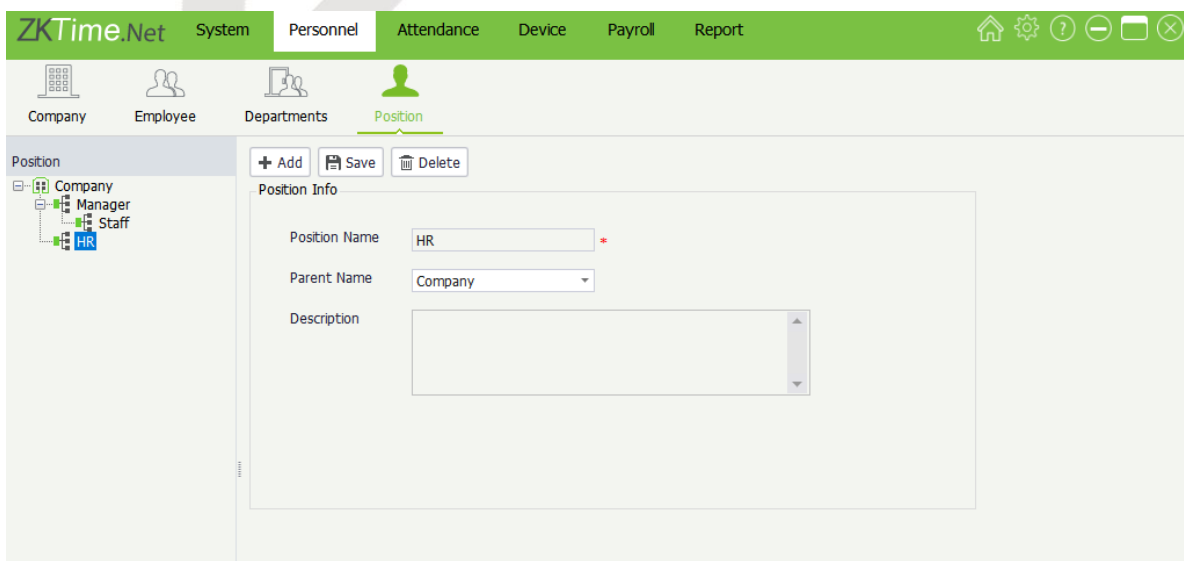 ZKTime.Net System Personnel Attendance Device Payroll Report
Company Employee Departments Position
Position
Company
Manager
Staff
HR
+ Add Save Delete
Position Info
Position Name HR *
Parent Name Company
Description